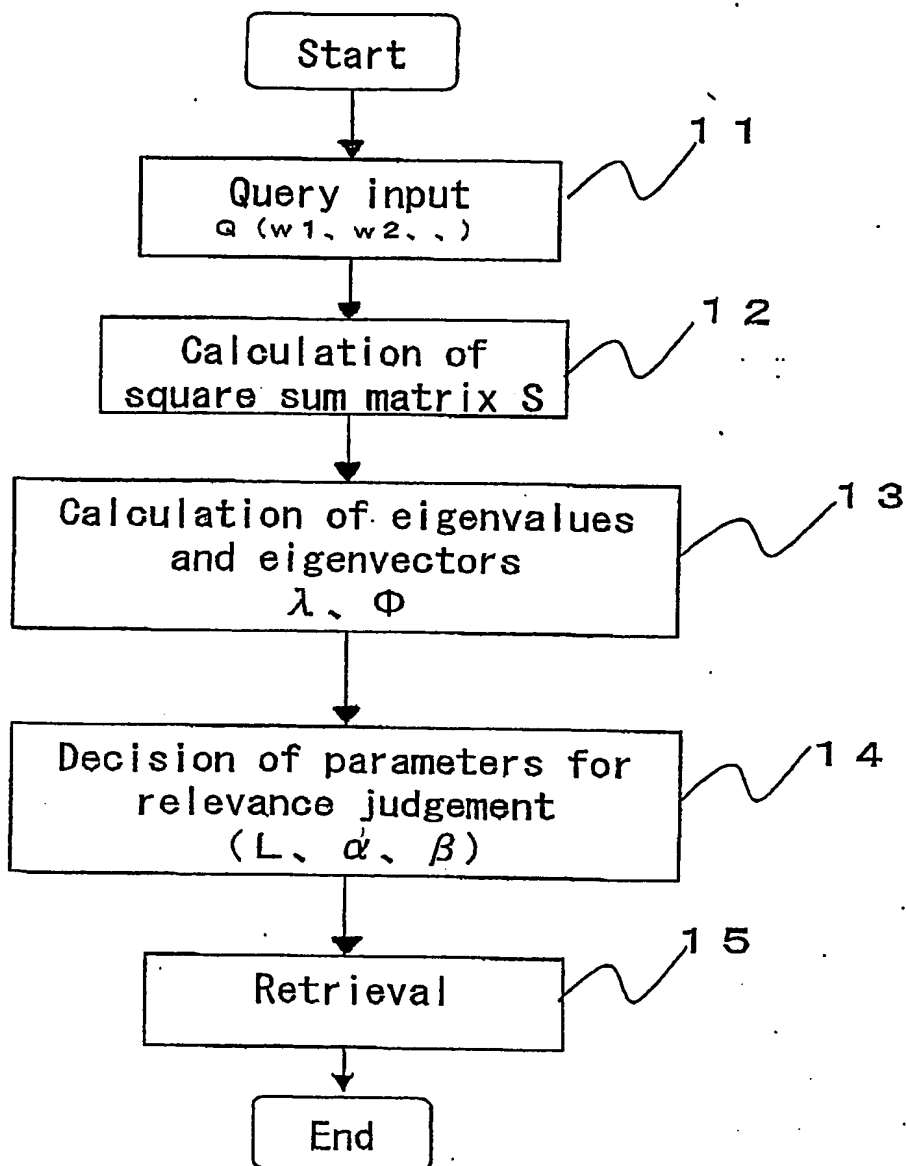 Start
11
Query input
Q (w1、w2、、)
12
Calculation of
square sum matrix S
13
Calculation of eigenvalues
and eigenvectors
λ、Φ
14
Decision of parameters for
relevance judgement
(L、α、β)
15
Retrieval
End